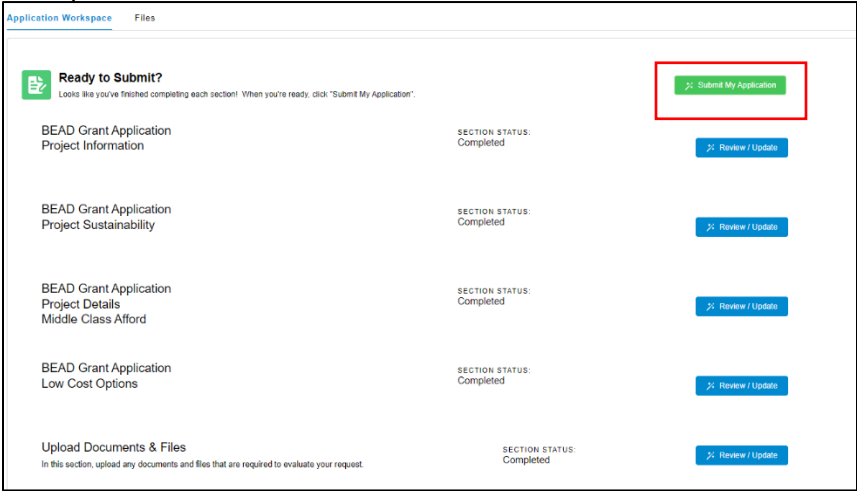 Application Workspace Files
Ready to Submit?
Looks like you've finished completing each section! When you're ready, click "Submit My Application".
Submit My Application
BEAD Grant Application
Project Information
SECTION STATUS:
Completed
Review / Update
BEAD Grant Application
Project Sustainability
SECTION STATUS:
Completed
Review / Update
BEAD Grant Application
Project Details
Middle Class Afford
SECTION STATUS:
Completed
Review / Update
BEAD Grant Application
Low Cost Options
SECTION STATUS:
Completed
Review / Update
Upload Documents & Files
In this section, upload any documents and files that are required to evaluate your request.
SECTION STATUS:
Completed
Review / Update